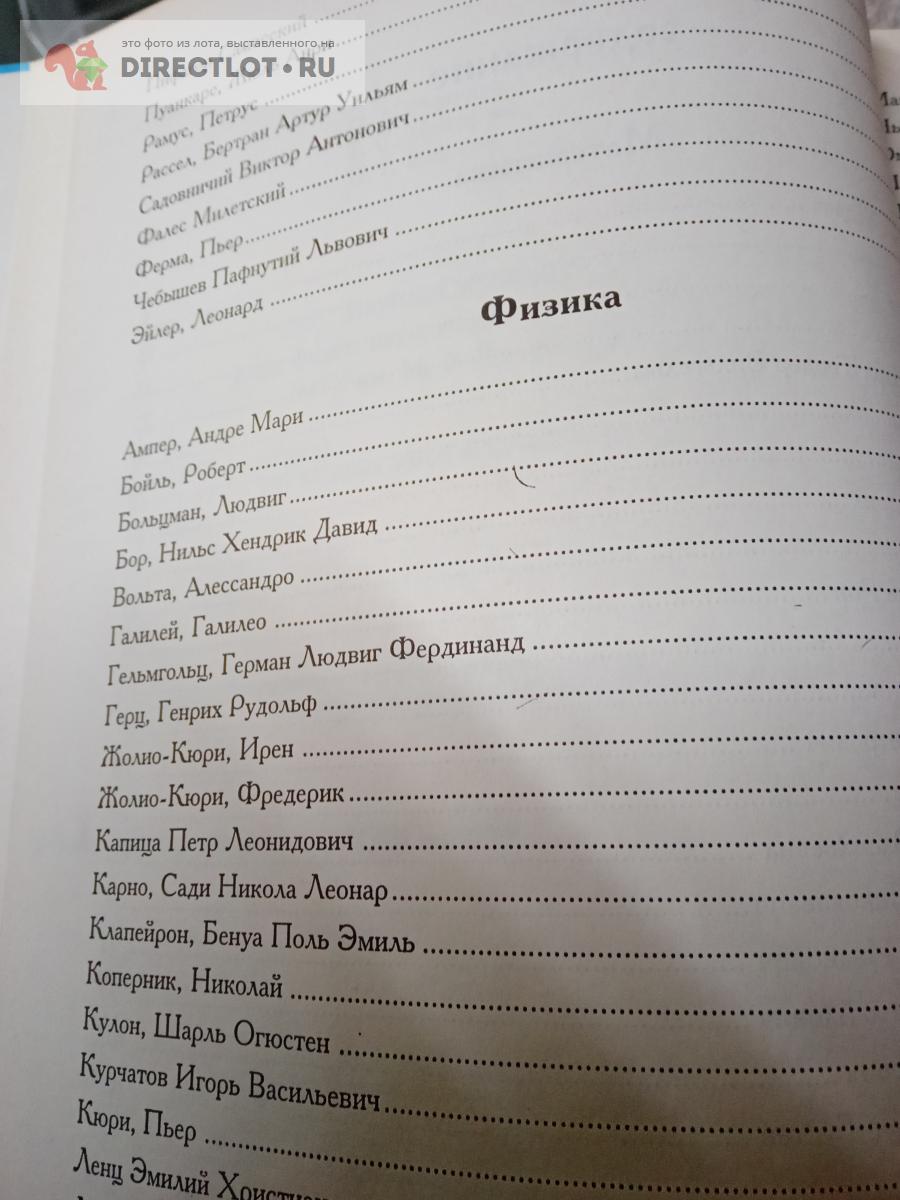 это фото из лота, выставленного на
DIRECTLOT.RU
Пуанкаре,
Рамус, Петрус
Рассел, Бертран Артур Уильям
Садовничий Виктор Антонович
Фалес Милетский
Ферма, Пьер
Чебышев Пафнутий Львович
Эйлер, Леонард
Физика
Ампер, Андре Мари
Бойль, Роберт
Больцман, Людвиг
Бор, Нильс Хендрик Давид
Вольта, Алессандро
Галилей, Галилео
Гельмгольц, Герман Людвиг Фердинанд
Герц, Генрих Рудольф
Жолио-Кюри, Ирен
Жолио-Кюри, Фредерик
Капица Петр Леонидович
Карно, Сади Никола Леонар
Клапейрон, Бенуа Поль Эмиль
Коперник, Николай
Кулон, Шарль Огюстен
Курчатов Игорь Васильевич
Кюри, Пьер
Ленц Эмилий